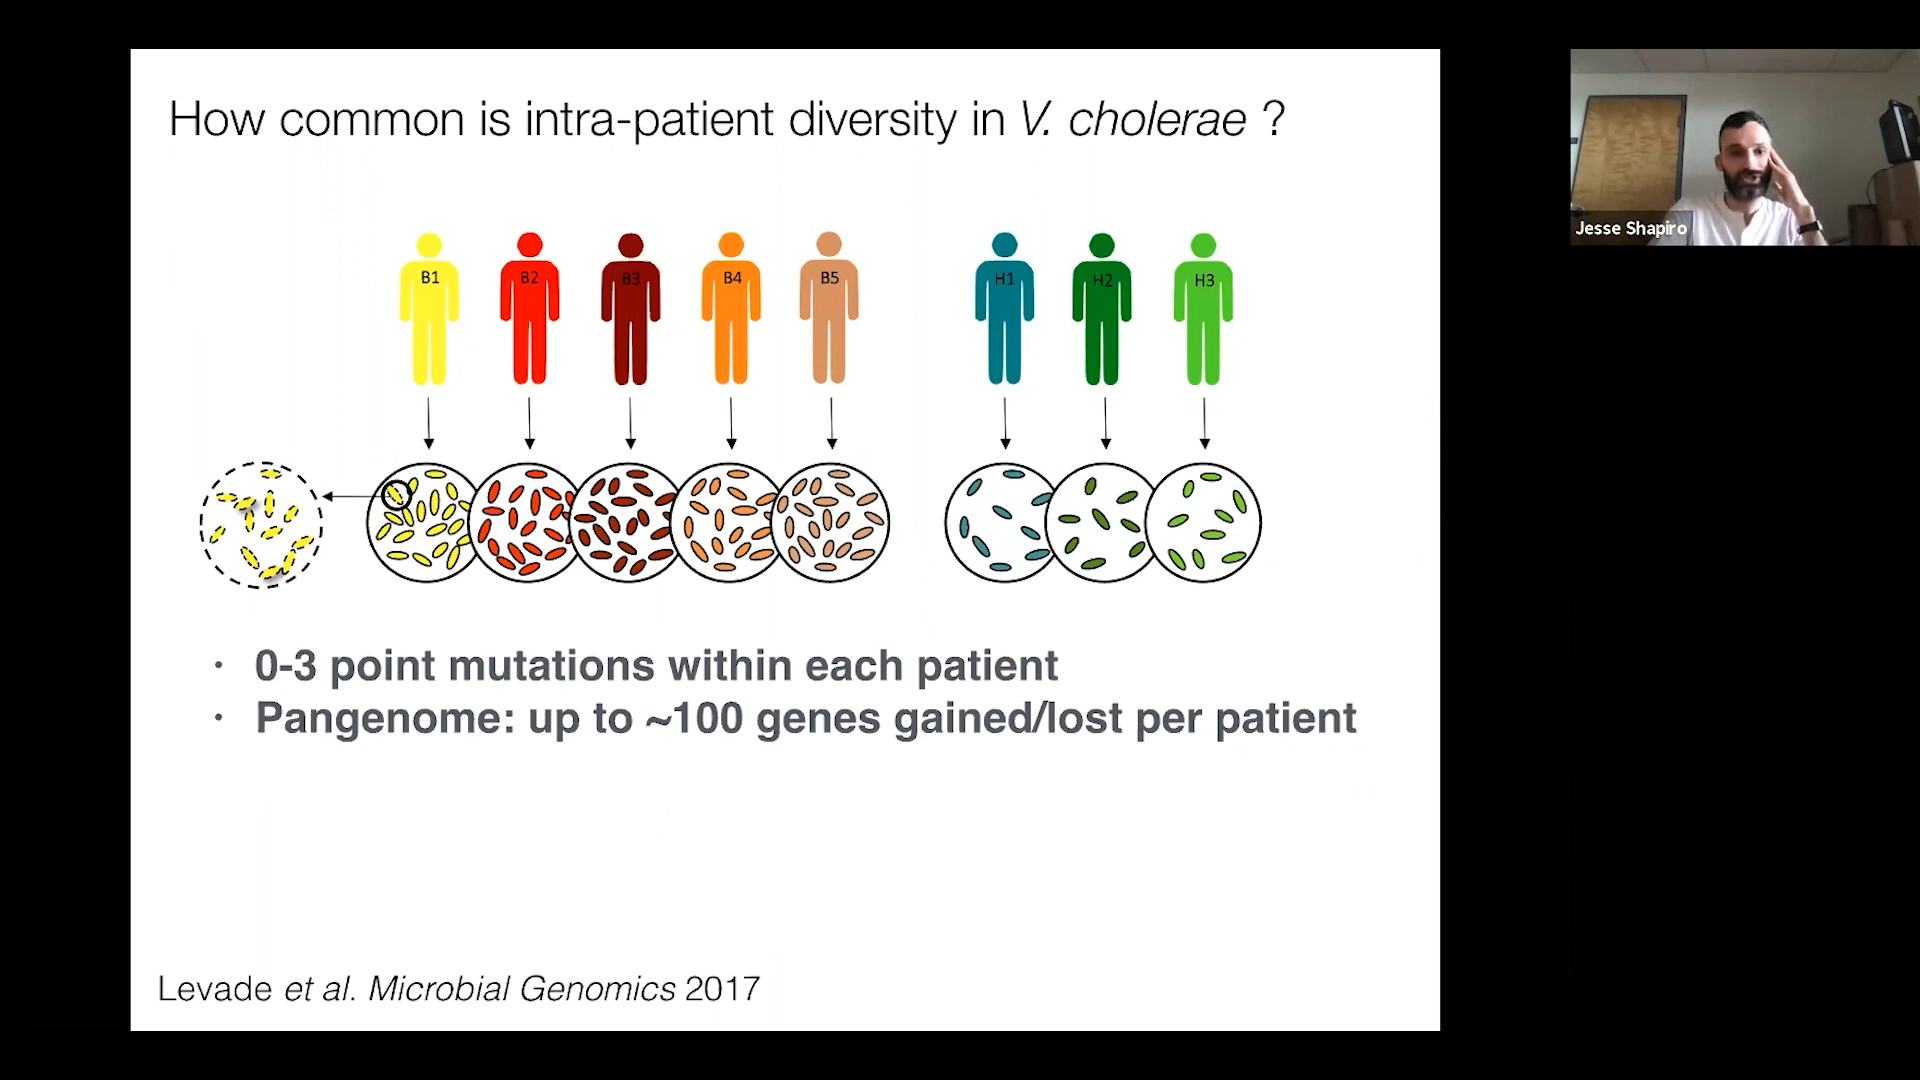 How common is intra-patient diversity in V. cholerae ?
B1 B2 B3 B4 B5 H1 H2 H3
• 0-3 point mutations within each patient
• Pangenome: up to ~100 genes gained/lost per patient
Levade et al. Microbial Genomics 2017
Jesse Shapiro